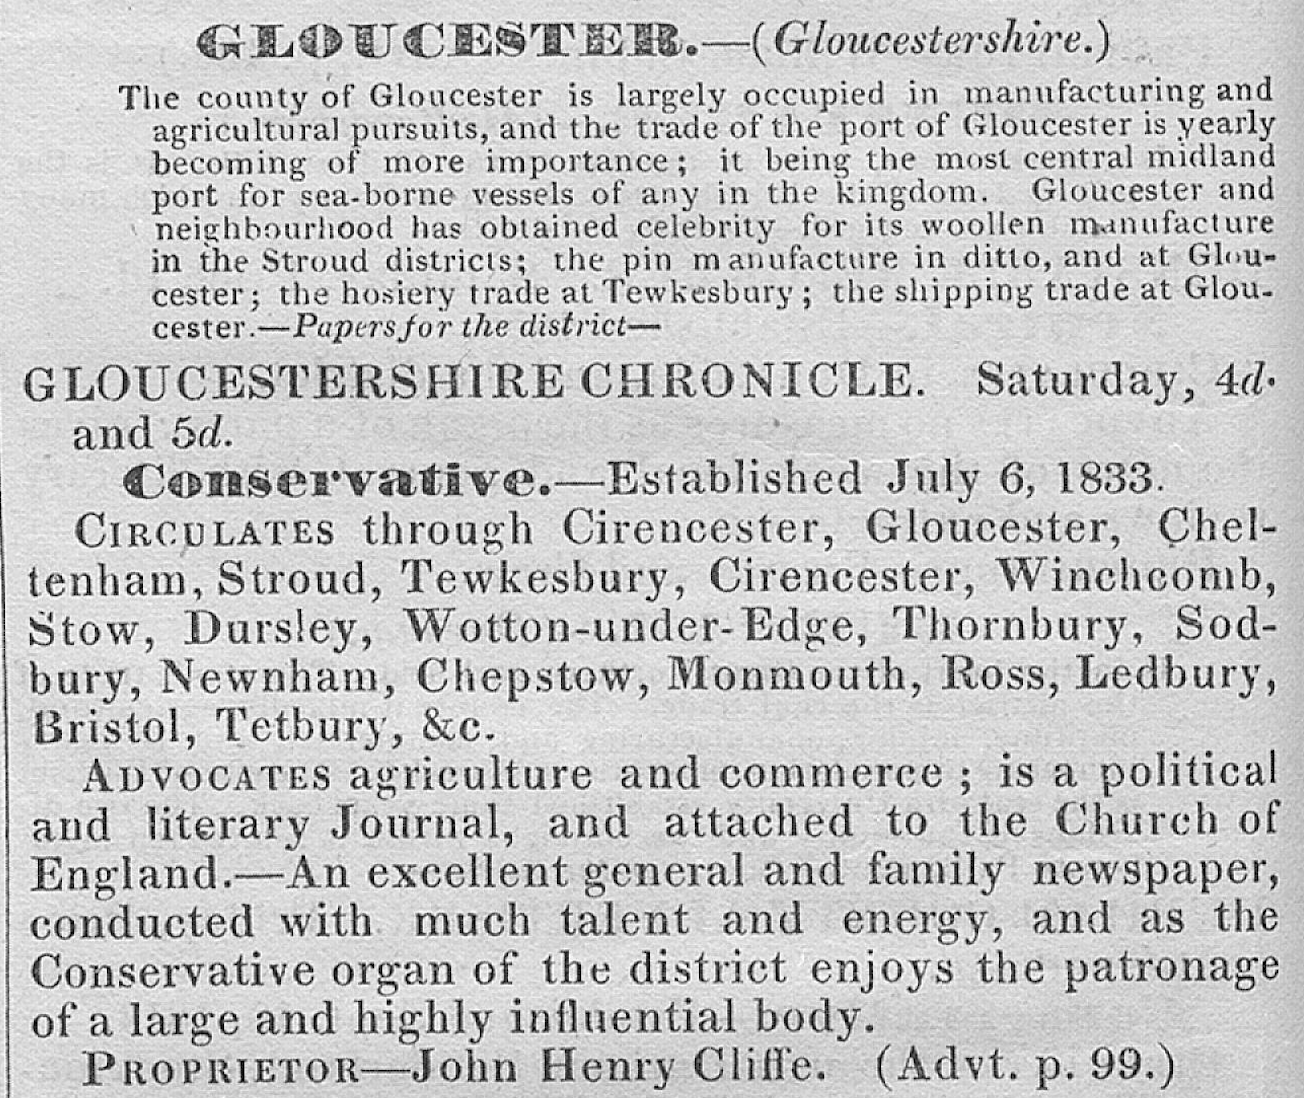 GLOUCESTER.—(Gloucestershire.)
The county of Gloucester is largely occupied in manufacturing and
agricultural pursuits, and the trade of the port of Gloucester is yearly
becoming of more importance; it being the most central midland
port for sea-borne vessels of any in the kingdom. Gloucester and
neighbourhood has obtained celebrity for its woollen manufacture
in the Stroud districts; the pin manufacture in ditto, and at Glou-
cester; the hosiery trade at Tewkesbury; the shipping trade at Glou-
cester.—Papers for the district—
GLOUCESTERSHIRE CHRONICLE. Saturday, 4d.
and 5d.
Conservative.—Established July 6, 1833.
CIRCULATES through Cirencester, Gloucester, Chel-
tenham, Stroud, Tewkesbury, Cirencester, Winchcomb,
Stow, Dursley, Wotton-under-Edge, Thornbury, Sod-
bury, Newnham, Chepstow, Monmouth, Ross, Ledbury,
Bristol, Tetbury, &c.
ADVOCATES agriculture and commerce; is a political
and literary Journal, and attached to the Church of
England.—An excellent general and family newspaper,
conducted with much talent and energy, and as the
Conservative organ of the district enjoys the patronage
of a large and highly influential body.
PROPRIETOR—John Henry Cliffe. (Advt. p. 99.)